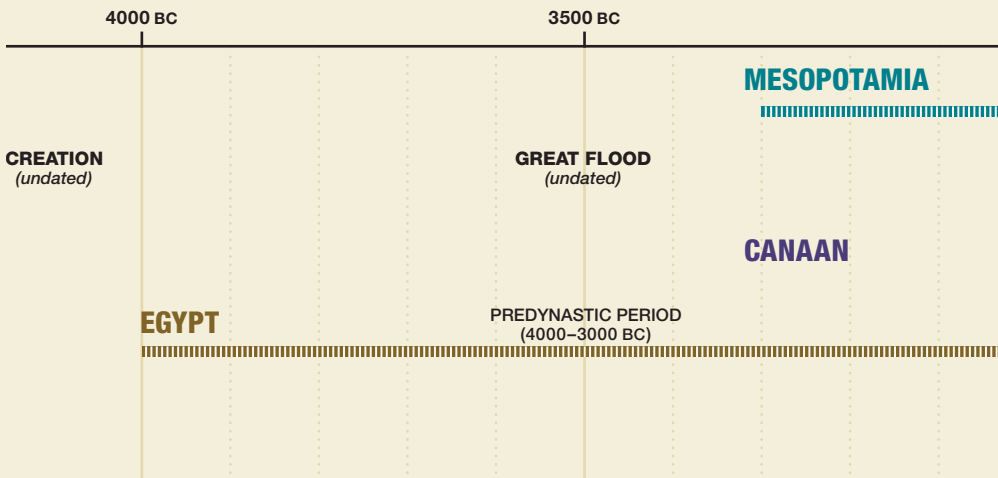 4000 BC
3500 BC
MESOPOTAMIA
CREATION
(undated)
GREAT FLOOD
(undated)
CANAAN
EGYPT
PREDYNASTIC PERIOD
(4000–3000 BC)